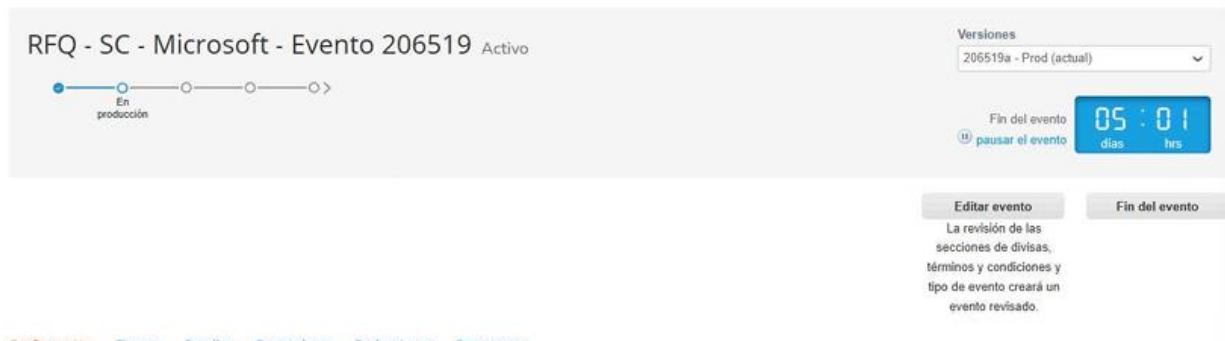 RFQ - SC - Microsoft - Evento 206519 Activo
En
producción
Versiones
206519a - Prod (actual)
Fin del evento
pausar el evento
05 : 01
días hrs
Editar evento
La revisión de las
secciones de divisas,
términos y condiciones y
tipo de evento creará un
evento revisado.
Fin del evento